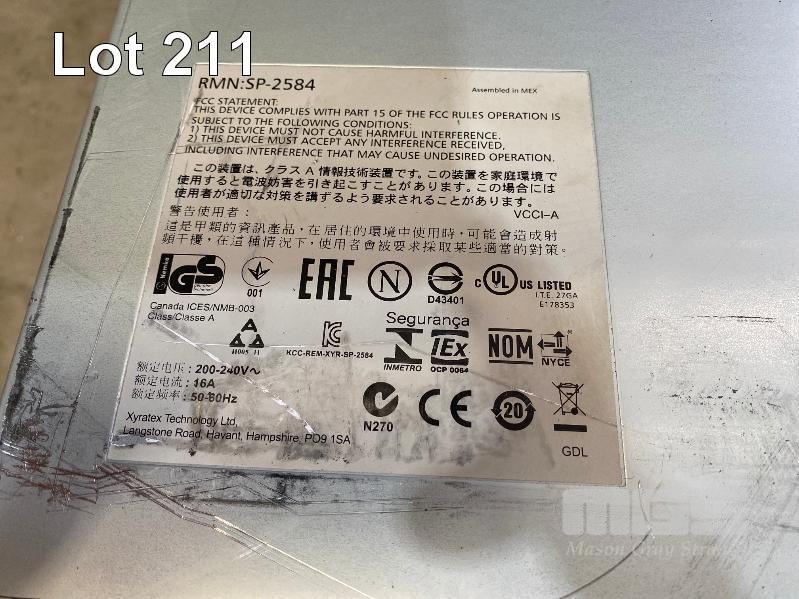 Lot 211
RMN:SP-2584
Assembled in MEX
FCC STATEMENT:
THIS DEVICE COMPLIES WITH PART 15 OF THE FCC RULES OPERATION IS
SUBJECT TO THE FOLLOWING CONDITIONS:
1) THIS DEVICE MUST NOT CAUSE HARMFUL INTERFERENCE.
2) THIS DEVICE MUST ACCEPT ANY INTERFERENCE RECEIVED,
INCLUDING INTERFERENCE THAT MAY CAUSE UNDESIRED OPERATION.
この装置は、クラス A 情報技術装置です。この装置を家庭環境で
使用すると電波妨害を引き起こすことがあります。この場合には
使用者が適切な対策を講ずるよう要求されることがあります。
VCCI-A
警告使用者：
這是甲類的資訊產品，在居住的環境中使用時，可能會造成射
頻干擾，在這種情況下，使用者會被要求採取某些適當的對策。
Nemko GS 001 EAC N D43401 c UL US LISTED
I.T.E. 27GA
E178353
Canada ICES/NMB-003
Class/Classe A
Segurança
KCC-REM-XYR-SP-2584
INMETRO
IEx
OCP 0064
NOM
NYCE
额定电压：200-240V～
额定电流：16A
额定频率：50-60Hz
N270
CE
20
Xyratex Technology Ltd,
Langstone Road, Havant, Hampshire, PO9 1SA
GDL